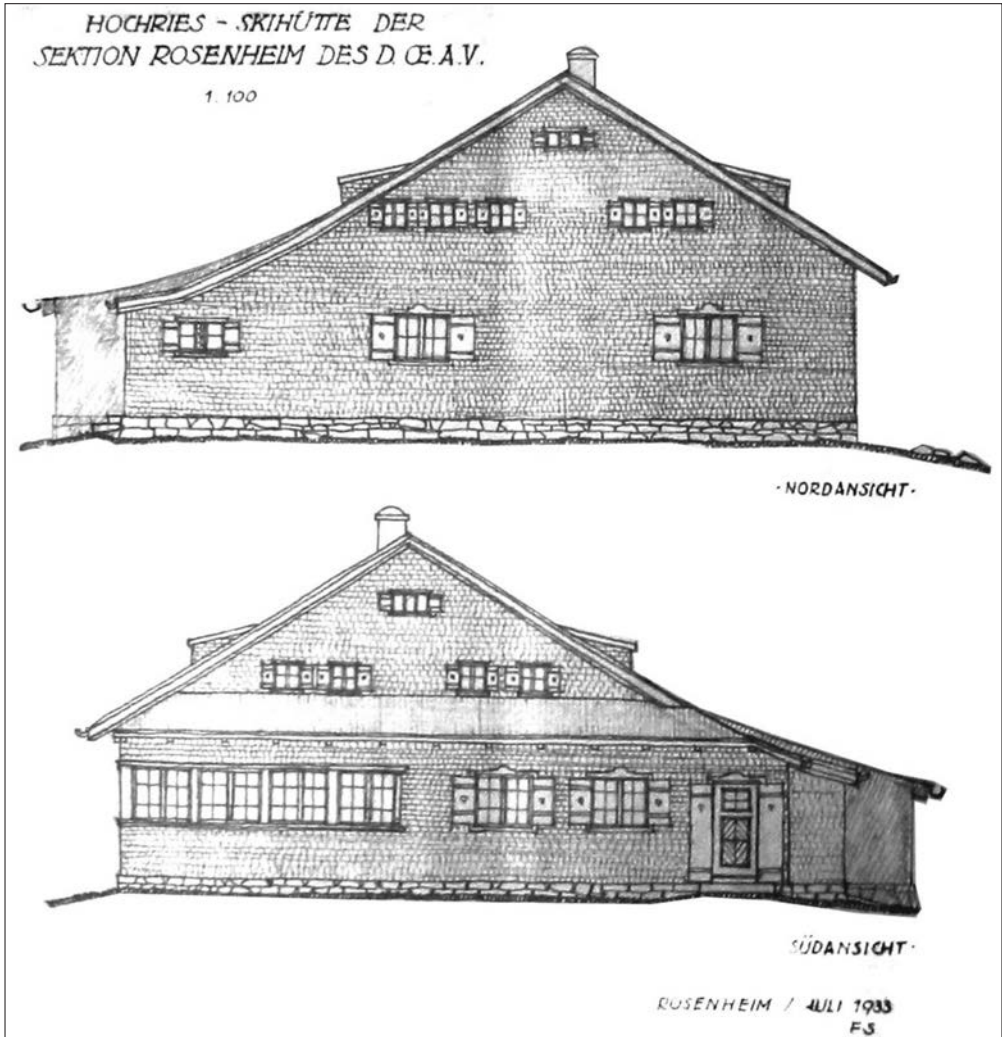 HOCHRIES - SKIHÜTTE DER
SEKTION ROSENHEIM DES D. Œ.A.V.
1:100
·NORDANSICHT·
SÜDANSICHT·
ROSENHEIM / JULI 1933
FS